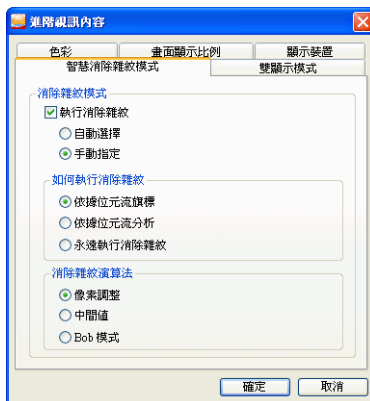 進階視訊內容
色彩
畫面顯示比例
顯示裝置
智慧消除雜紋模式
雙顯示模式
消除雜紋模式
執行消除雜紋
自動選擇
手動指定
如何執行消除雜紋
依據位元流旗標
依據位元流分析
永遠執行消除雜紋
消除雜紋演算法
像素調整
中間值
Bob 模式
確定
取消